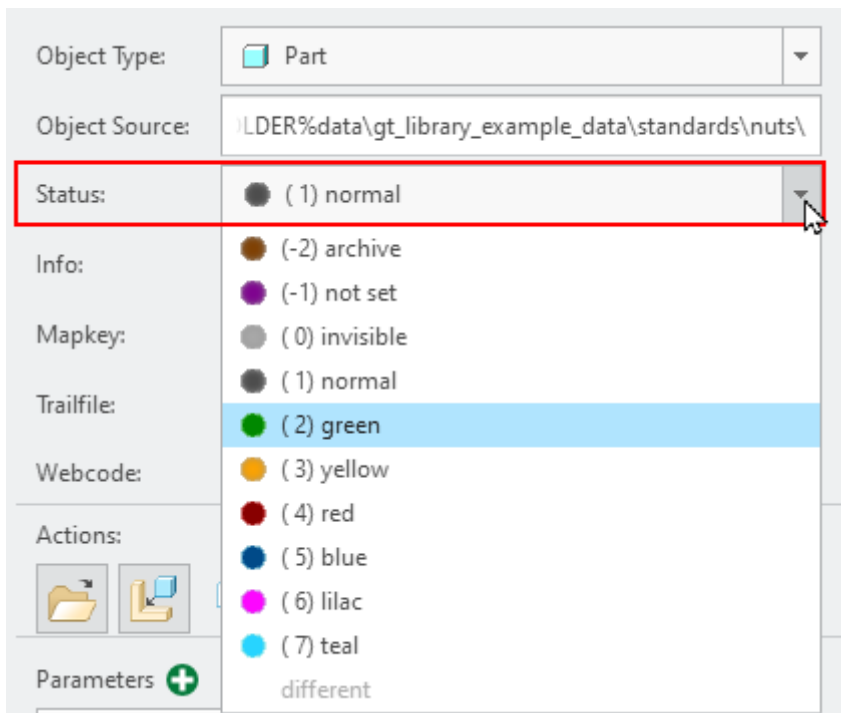 Object Type: Part
Object Source: LDER%data\gt_library_example_data\standards\nuts\
Status: ( 1) normal
(-2) archive
Info:
(-1) not set
Mapkey:
( 0) invisible
( 1) normal
Trailfile:
( 2) green
( 3) yellow
Webcode:
( 4) red
Actions:
( 5) blue
( 6) lilac
( 7) teal
Parameters
different